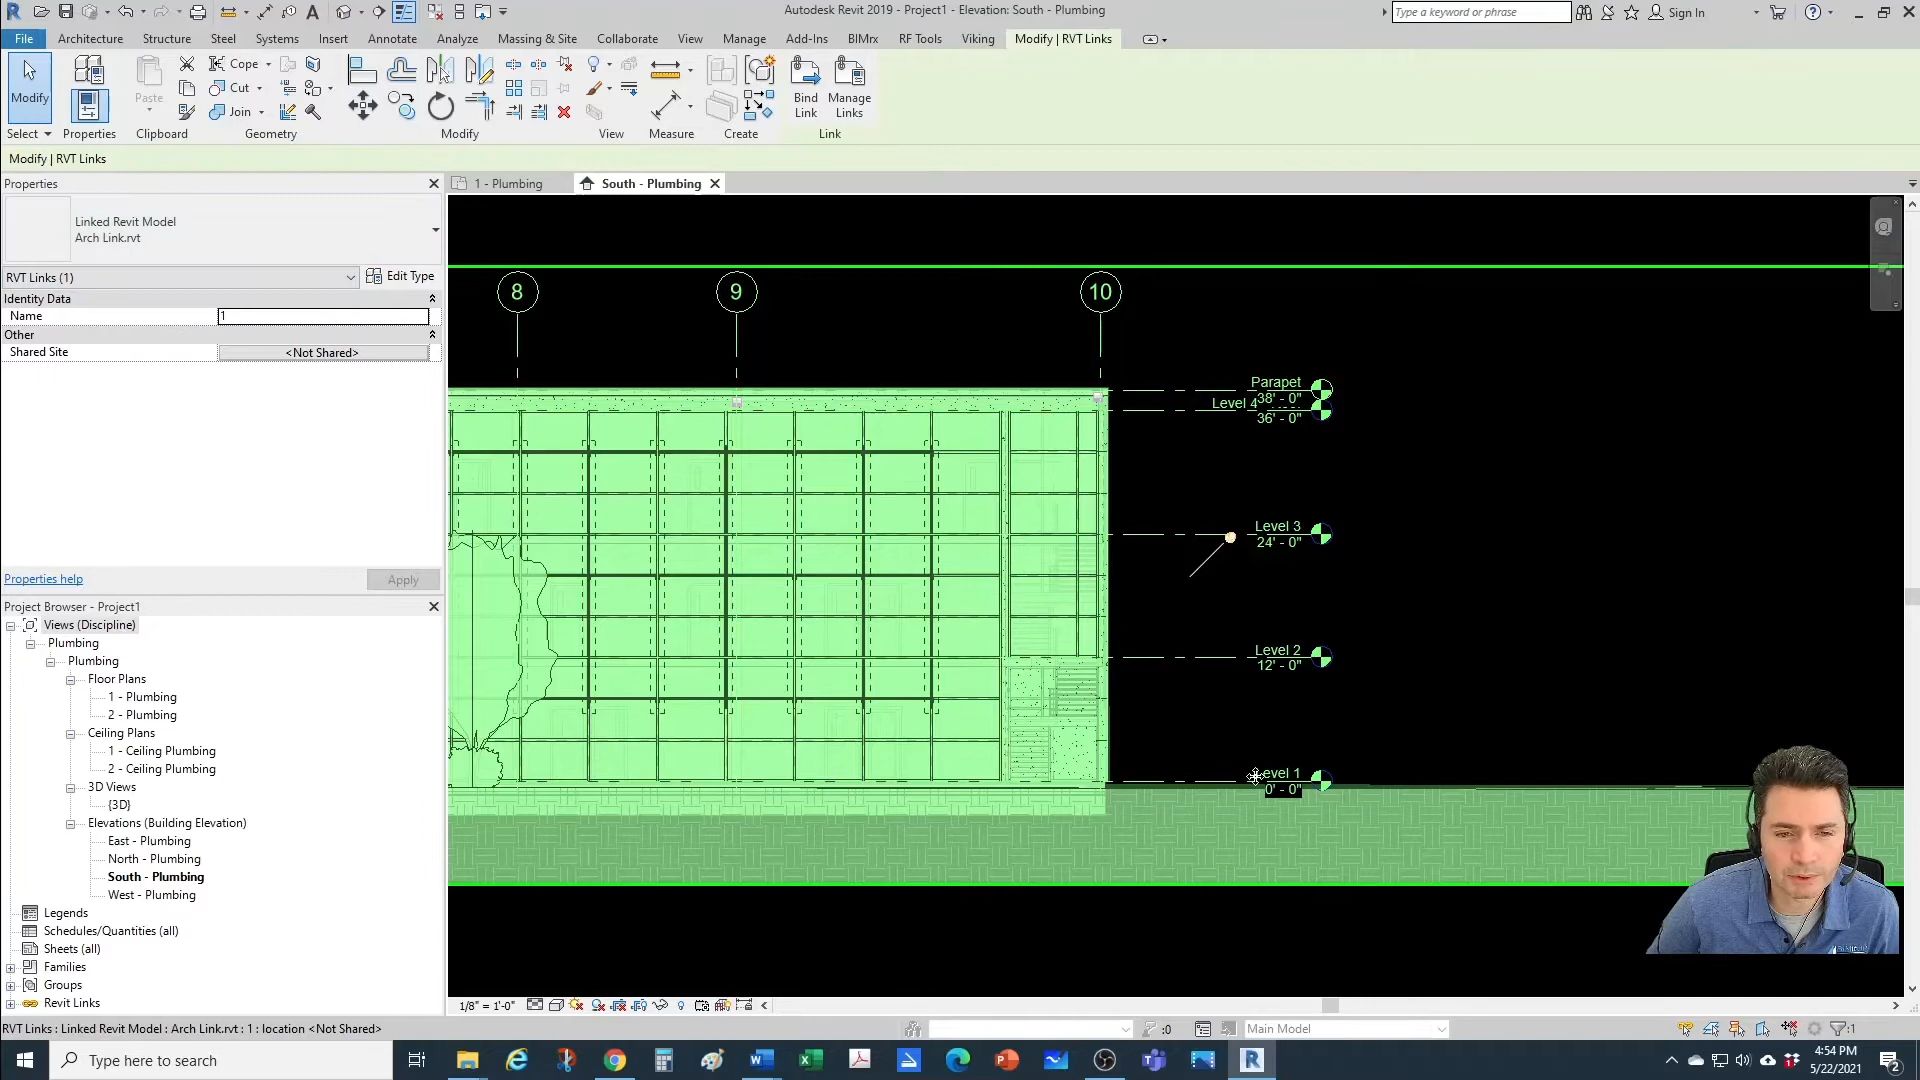 Autodesk Revit 2019 - Project1 - Elevation: South - Plumbing
Type a keyword or phrase
Sign In
File Architecture Structure Steel Systems Insert Annotate Analyze Massing & Site Collaborate View Manage Add-Ins BIMrx RF Tools Viking Modify | RVT Links
Modify
Paste
Cope
Cut
Join
Bind Link
Manage Links
Select Properties Clipboard Geometry Modify View Measure Create Link
Modify | RVT Links
Properties
Linked Revit Model
Arch Link.rvt
RVT Links (1)
Edit Type
Identity Data
Name 1
Other
Shared Site <Not Shared>
Properties help
Apply
Project Browser - Project1
Views (Discipline)
Plumbing
Plumbing
Floor Plans
1 - Plumbing
2 - Plumbing
Ceiling Plans
1 - Ceiling Plumbing
2 - Ceiling Plumbing
3D Views
{3D}
Elevations (Building Elevation)
East - Plumbing
North - Plumbing
South - Plumbing
West - Plumbing
Legends
Schedules/Quantities (all)
Sheets (all)
Families
Groups
Revit Links
1 - Plumbing
South - Plumbing
8
9
10
Parapet
38' - 0"
Level 4
36' - 0"
Level 3
24' - 0"
Level 2
12' - 0"
Level 1
0' - 0"
1/8" = 1'-0"
RVT Links : Linked Revit Model : Arch Link.rvt : 1 : location <Not Shared>
:0
Main Model
:1
Type here to search
4:54 PM
5/22/2021
2